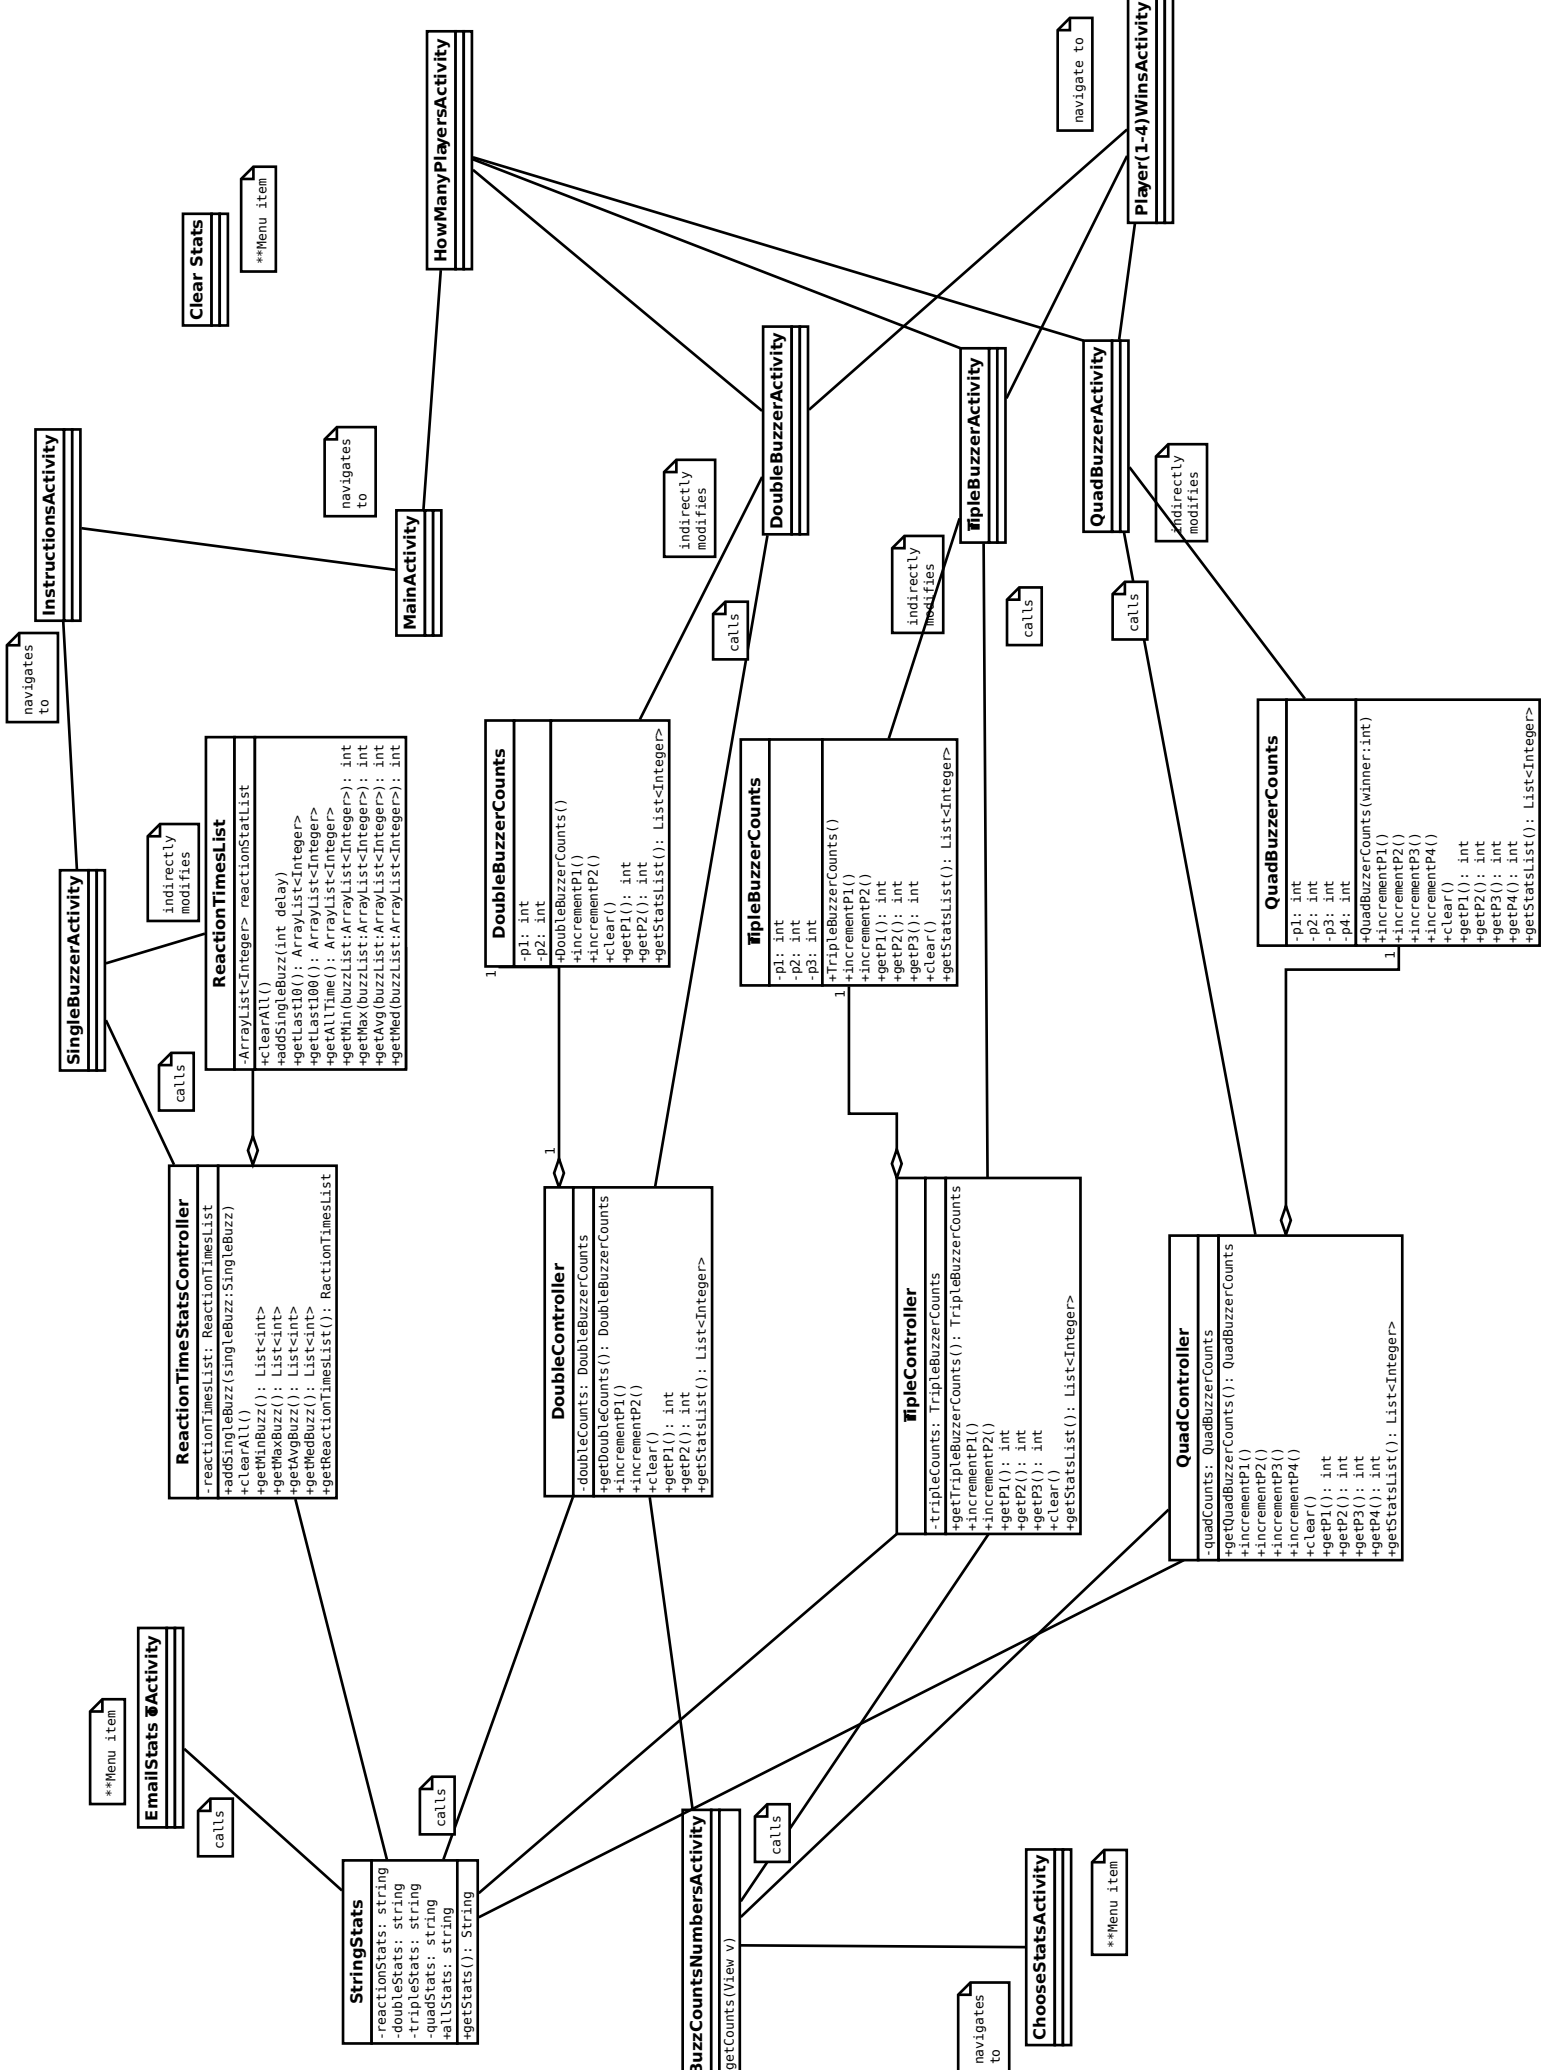 EmailStatsToActivity
**Menu item
calls
StringStats
-reactionStats: string
-doubleStats: string
-tripleStats: string
-quadStats: string
+allStats: string
+getStats(): String
calls
BuzzCountsNumbersActivity
getCounts(View v)
calls
navigates
to
ChooseStatsActivity
**Menu item
ReactionTimeStatsController
-reactionTimesList: ReactionTimesList
+addSingleBuzz(singleBuzz:SingleBuzz)
+clearAll()
+getMinBuzz(): List<int>
+getMaxBuzz(): List<int>
+getAvgBuzz(): List<int>
+getMedBuzz(): List<int>
+getReactionTimesList(): RactionTimesList
DoubleController
-doubleCounts: DoubleBuzzerCounts
+getDoubleCounts(): DoubleBuzzerCounts
+incrementP1()
+incrementP2()
+clear()
+getP1(): int
+getP2(): int
+getStatsList(): List<Integer>
TripleController
-tripleCounts: TripleBuzzerCounts
+getTripleBuzzerCounts(): TripleBuzzerCounts
+incrementP1()
+incrementP2()
+getP1(): int
+getP2(): int
+getP3(): int
+clear()
+getStatsList(): List<Integer>
QuadController
-quadCounts: QuadBuzzerCounts
+getQuadBuzzerCounts(): QuadBuzzerCounts
+incrementP1()
+incrementP2()
+incrementP3()
+incrementP4()
+clear()
+getP1(): int
+getP2(): int
+getP3(): int
+getP4(): int
+getStatsList(): List<Integer>
SingleBuzzerActivity
calls
indirectly
modifies
ReactionTimesList
-ArrayList<Integer> reactionStatList
+clearAll()
+addSingleBuzz(int delay)
+getLast10(): ArrayList<Integer>
+getLast100(): ArrayList<Integer>
+getAllTime(): ArrayList<Integer>
+getMin(buzzList:ArrayList<Integer>): int
+getMax(buzzList:ArrayList<Integer>): int
+getAvg(buzzList:ArrayList<Integer>): int
+getMed(buzzList:ArrayList<Integer>): int
1
1
DoubleBuzzerCounts
-p1: int
-p2: int
+DoubleBuzzerCounts()
+incrementP1()
+incrementP2()
+clear()
+getP1(): int
+getP2(): int
+getStatsList(): List<Integer>
1
TripleBuzzerCounts
-p1: int
-p2: int
-p3: int
+TripleBuzzerCounts()
+incrementP1()
+incrementP2()
+getP1(): int
+getP2(): int
+getP3(): int
+clear()
+getStatsList(): List<Integer>
1
QuadBuzzerCounts
-p1: int
-p2: int
-p3: int
-p4: int
+QuadBuzzerCounts(winner:int)
+incrementP1()
+incrementP2()
+incrementP3()
+incrementP4()
+clear()
+getP1(): int
+getP2(): int
+getP3(): int
+getP4(): int
+getStatsList(): List<Integer>
navigates
to
InstructionsActivity
MainActivity
navigates
to
indirectly
modifies
calls
DoubleBuzzerActivity
indirectly
modifies
TripleBuzzerActivity
calls
QuadBuzzerActivity
calls
indirectly
modifies
Clear Stats
**Menu item
HowManyPlayersActivity
navigate to
Player(1-4)WinsActivity